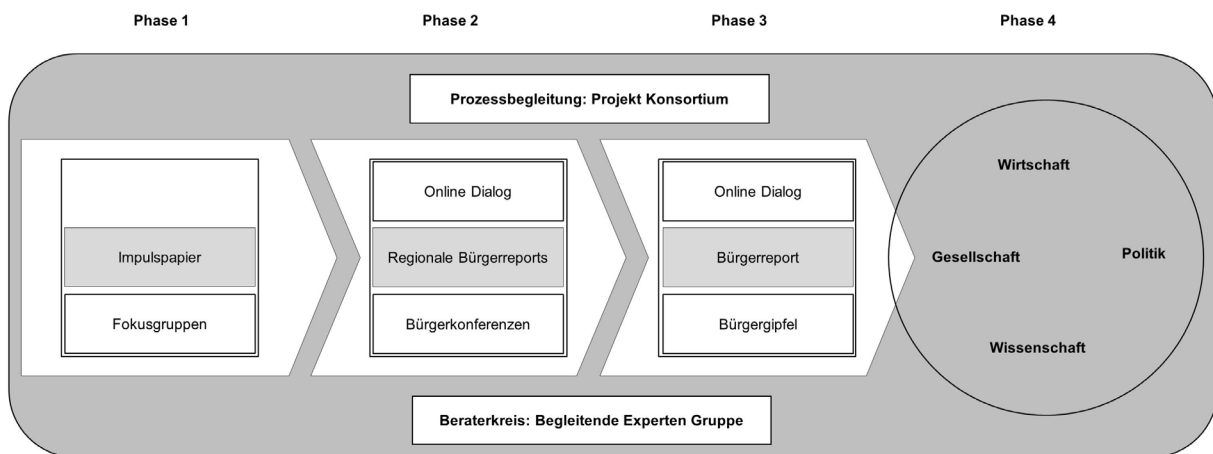 Phase 1
Phase 2
Phase 3
Phase 4
Prozessbegleitung: Projekt Konsortium
Impulspapier
Fokusgruppen
Online Dialog
Regionale Bürgerreports
Bürgerkonferenzen
Online Dialog
Bürgerreport
Bürgergipfel
Wirtschaft
Gesellschaft
Politik
Wissenschaft
Beraterkreis: Begleitende Experten Gruppe